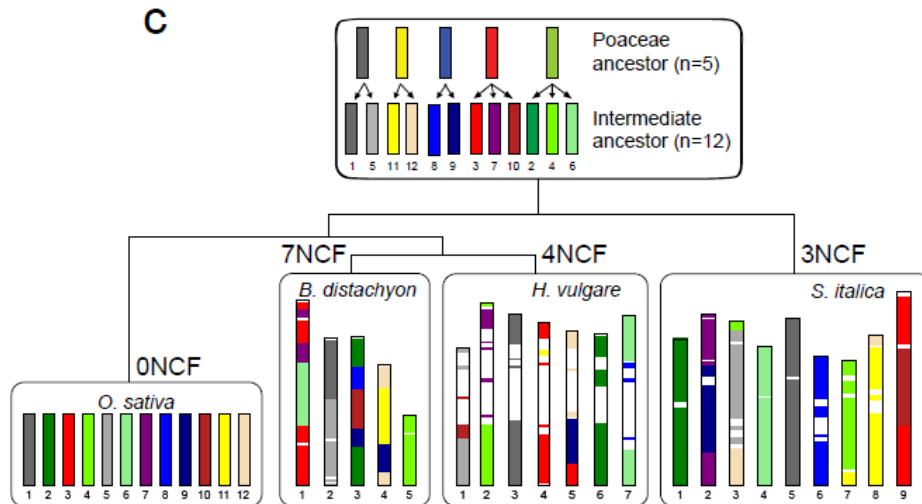 C
Poaceae
ancestor (n=5)
Intermediate
ancestor (n=12)
1 5 11 12 8 9 3 7 10 2 4 6
7NCF
4NCF
3NCF
B. distachyon
H. vulgare
S. italica
0NCF
O. sativa
1 2 3 4 5 6 7 8 9 10 11 12
1 2 3 4 5
1 2 3 4 5 6 7
1 2 3 4 5 6 7 8 9